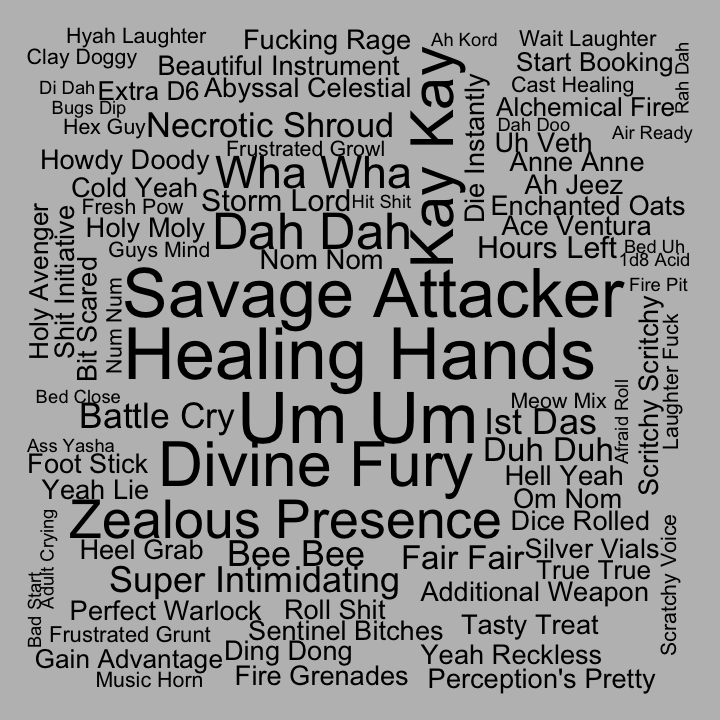 Hyah Laughter
Fucking Rage
Ah Kord
Wait Laughter
Clay Doggy
Beautiful Instrument
Start Booking
Rah Dah
Di Dah
Extra D6
Abyssal Celestial
Kay Kay
Die Instantly
Cast Healing
Bugs Dip
Alchemical Fire
Hex Guy
Necrotic Shroud
Dah Doo
Air Ready
Frustrated Growl
Uh Veth
Howdy Doody
Wha Wha
Anne Anne
Cold Yeah
Storm Lord
Hit Shit
Ah Jeez
Fresh Pow
Enchanted Oats
Holy Moly
Dah Dah
Ace Ventura
Guys Mind
Nom Nom
Hours Left
Bed Uh
1d8 Acid
Holy Avenger
Shit Initiative
Bit Scared
Num Num
Savage Attacker
Fire Pit
Healing Hands
Scritchy Scritchy
Laughter Fuck
Bed Close
Battle Cry
Um Um
Meow Mix
Ist Das
Afraid Roll
Ass Yasha
Foot Stick
Divine Fury
Duh Duh
Hell Yeah
Yeah Lie
Om Nom
Zealous Presence
Dice Rolled
Adult Crying
Heel Grab
Bee Bee
Fair Fair
Silver Vials
True True
Super Intimidating
Additional Weapon
Scratchy Voice
Bad Start
Perfect Warlock
Roll Shit
Frustrated Grunt
Sentinel Bitches
Tasty Treat
Gain Advantage
Ding Dong
Yeah Reckless
Music Horn
Fire Grenades
Perception's Pretty